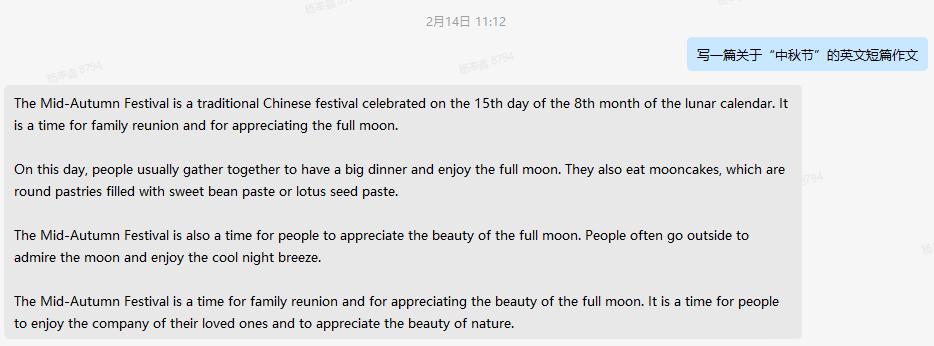 2月14日 11:12
写一篇关于“中秋节”的英文短篇作文
The Mid-Autumn Festival is a traditional Chinese festival celebrated on the 15th day of the 8th month of the lunar calendar. It
is a time for family reunion and for appreciating the full moon.
On this day, people usually gather together to have a big dinner and enjoy the full moon. They also eat mooncakes, which are
round pastries filled with sweet bean paste or lotus seed paste.
The Mid-Autumn Festival is also a time for people to appreciate the beauty of the full moon. People often go outside to
admire the moon and enjoy the cool night breeze.
The Mid-Autumn Festival is a time for family reunion and for appreciating the beauty of the full moon. It is a time for people
to enjoy the company of their loved ones and to appreciate the beauty of nature.